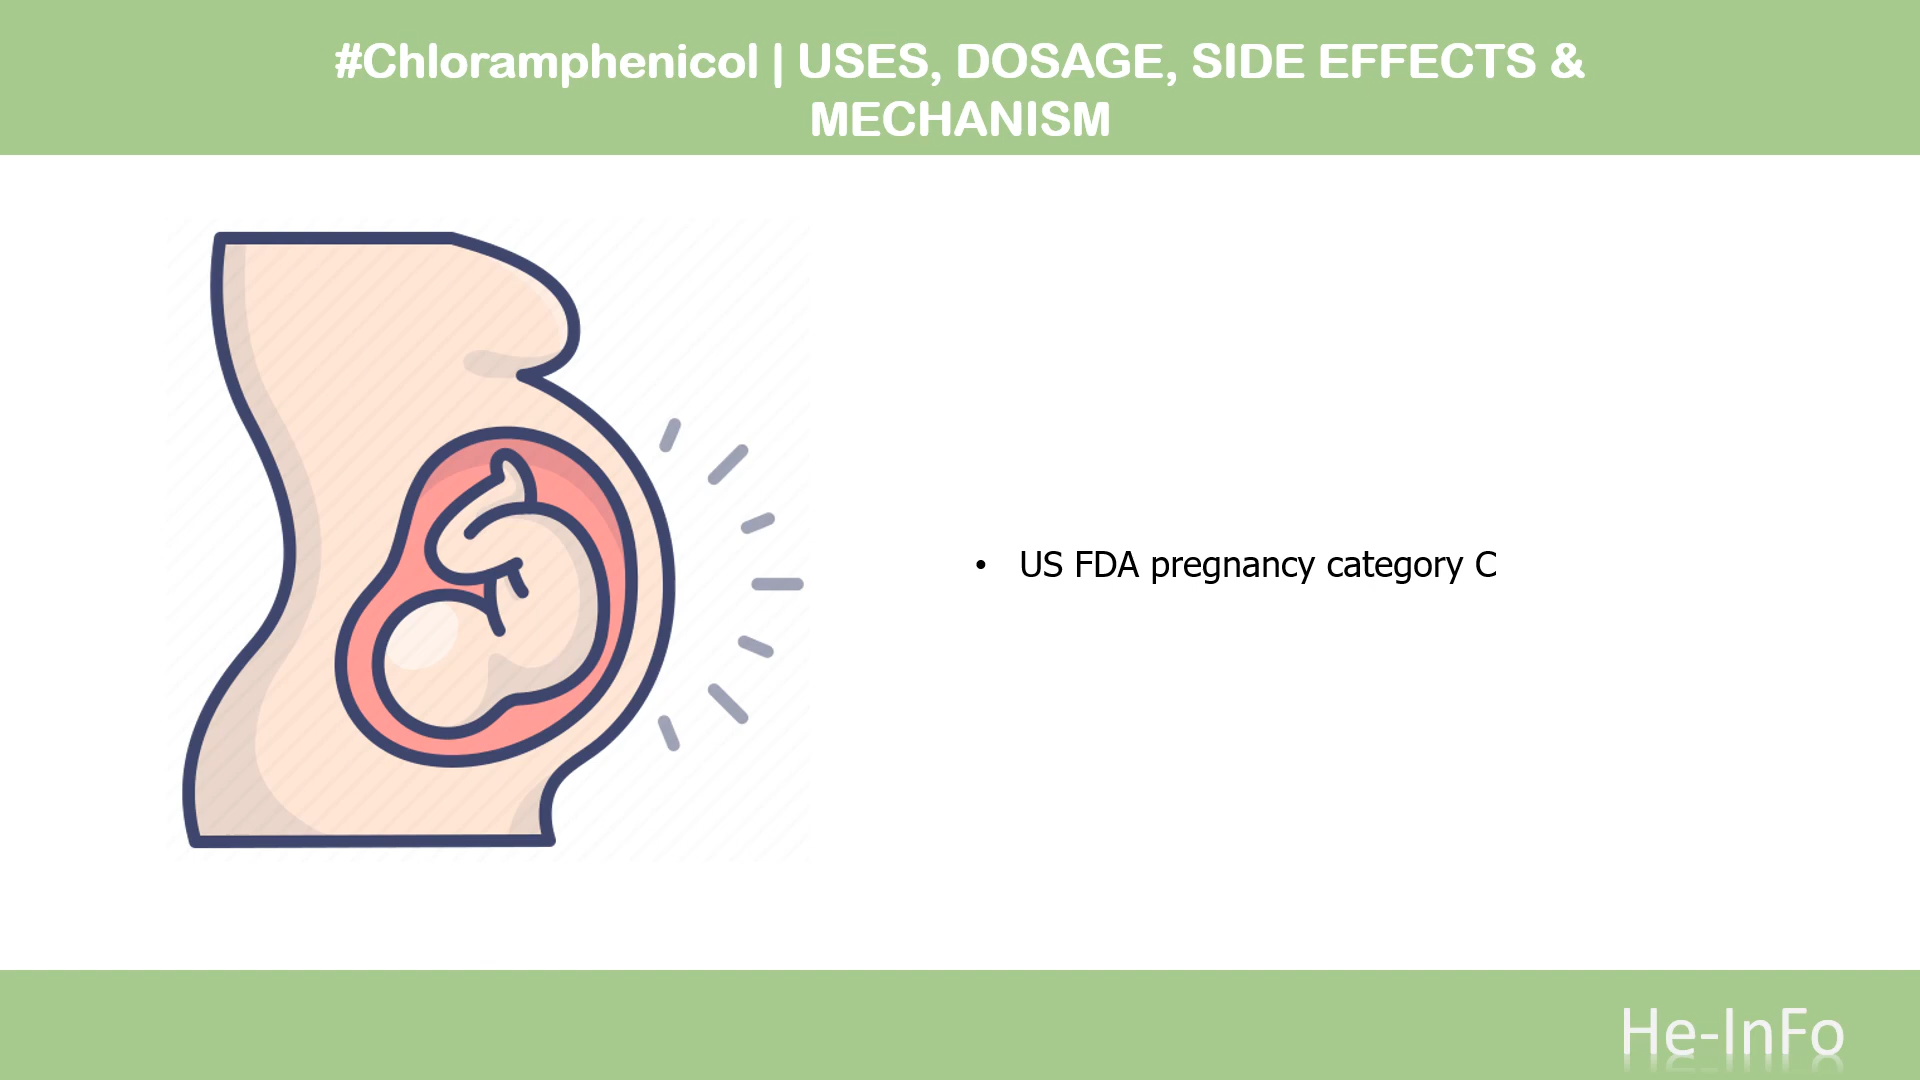 #Chloramphenicol | USES, DOSAGE, SIDE EFFECTS &
MECHANISM
• US FDA pregnancy category C
He-InFo